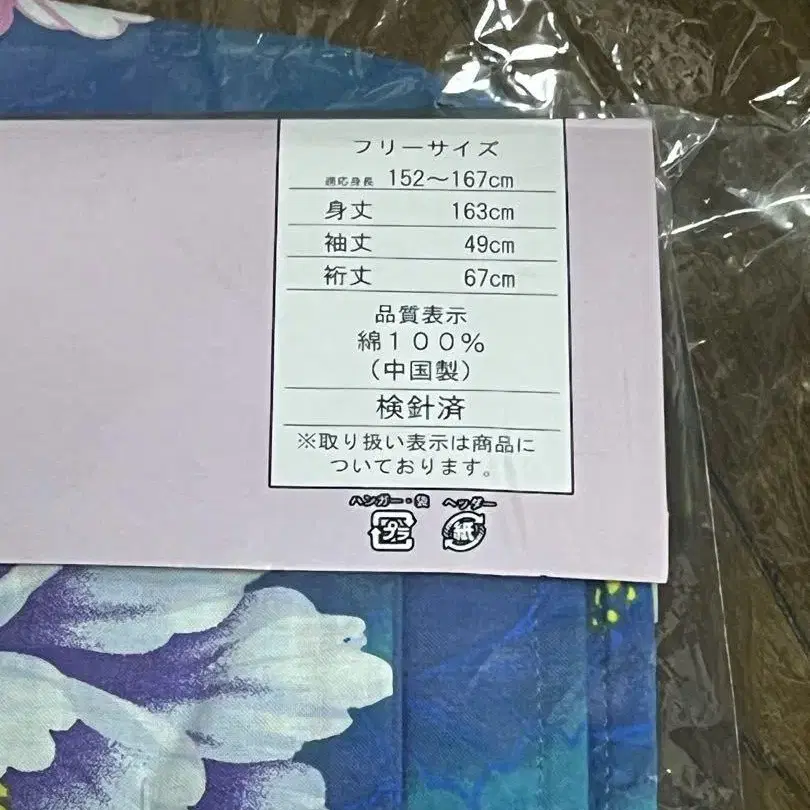 フリーサイズ
適応身長 152～167cm
身丈 163cm
袖丈 49cm
裄丈 67cm
品質表示
綿１００％
(中国製)
検針済
※取り扱い表示は商品に
ついております。
ハンガー・袋 ヘッダー
プラ 紙